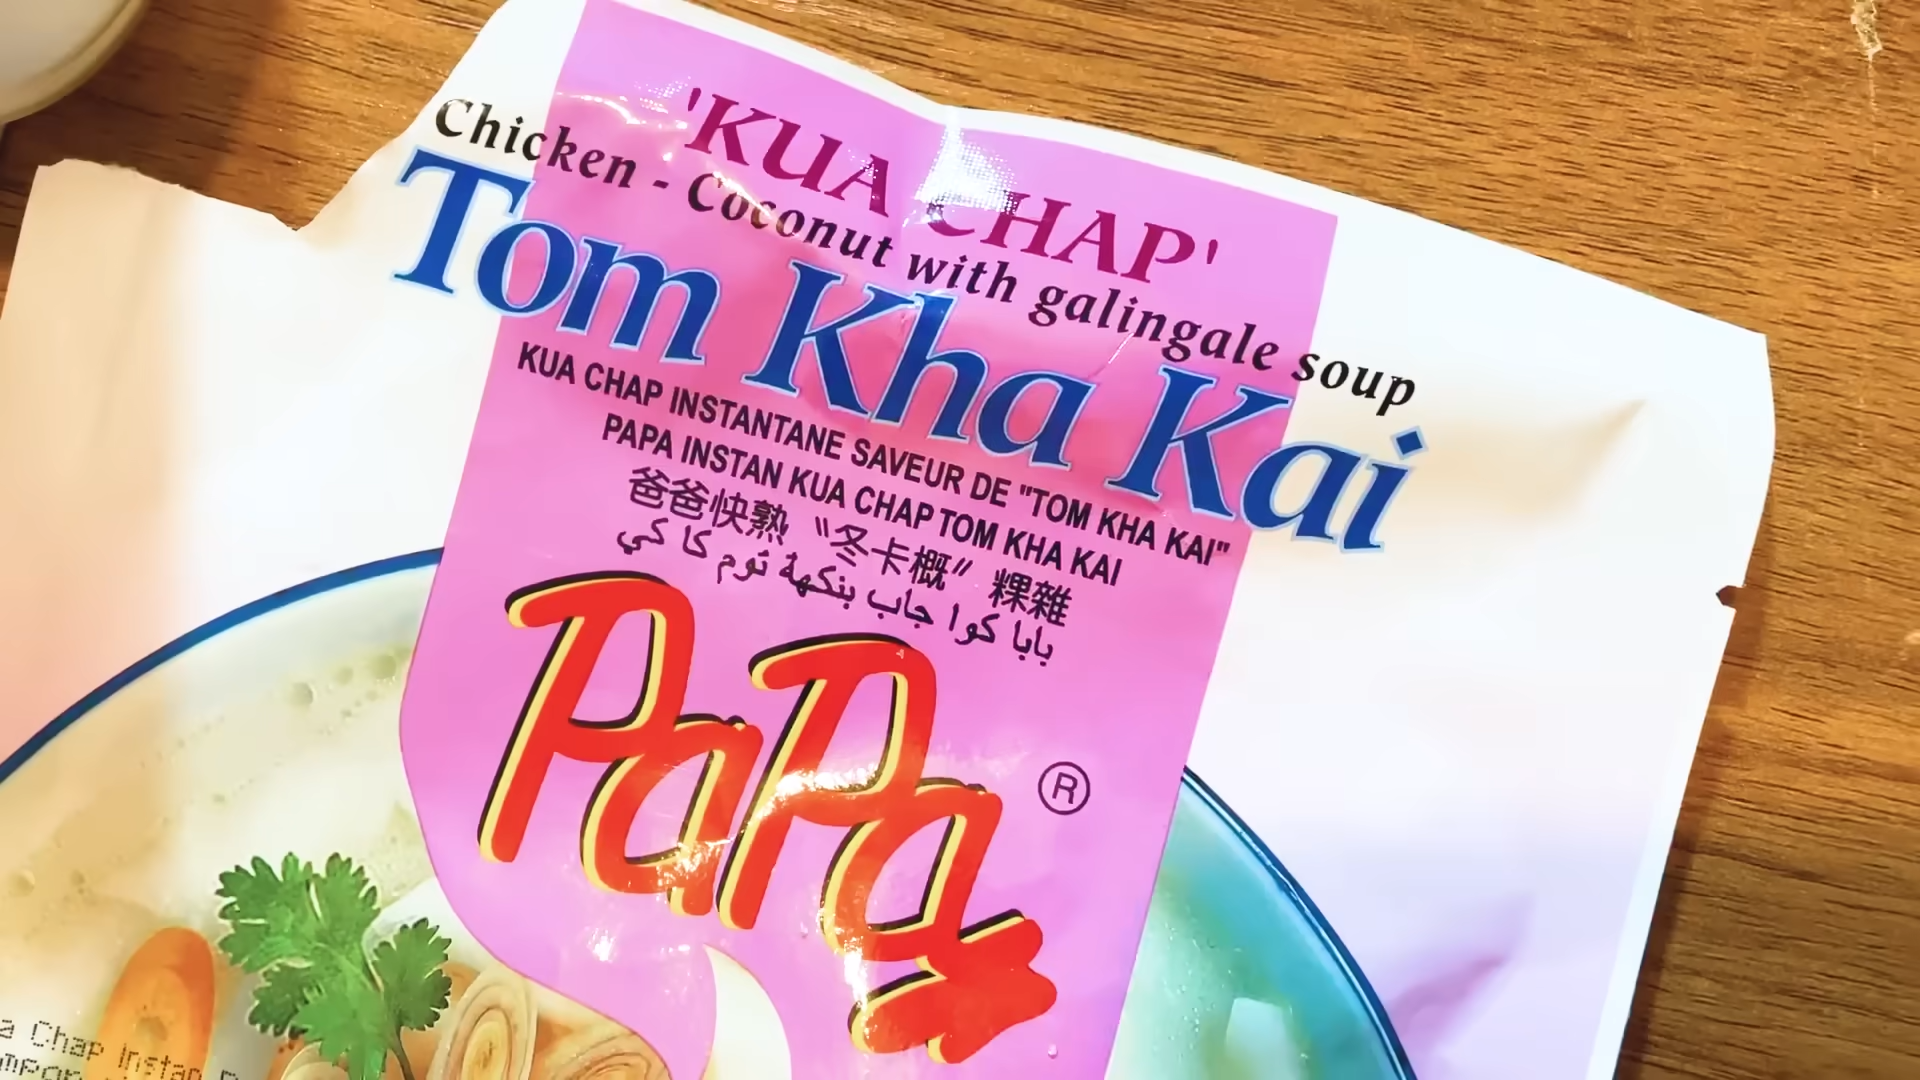 'KUA CHAP'
Chicken - Coconut with galingale soup
Tom Kha Kai
KUA CHAP INSTANTANE SAVEUR DE "TOM KHA KAI"
PAPA INSTAN KUA CHAP TOM KHA KAI
爸爸快熟〝冬卡概〞粿雜
بابا كوا جاب بنكهة توم كا كي
PaPa
®
a Chap Instan